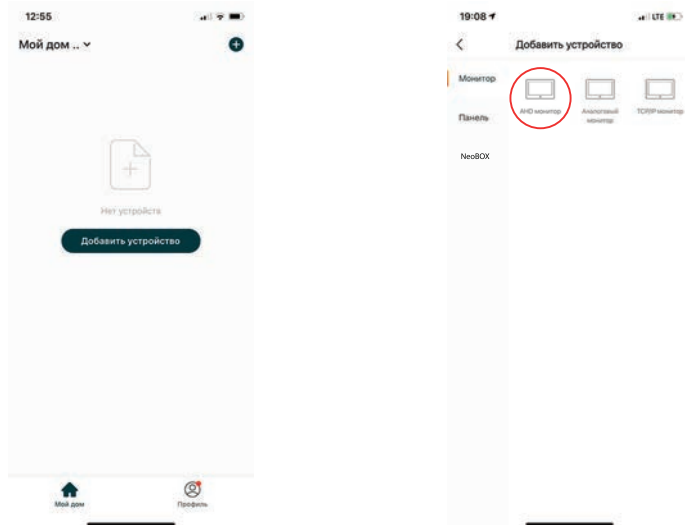 12:55
Мой дом ..
Нет устройств
Добавить устройство
Мой дом
Профиль
19:08
LTE
Добавить устройство
Монитор
Панель
NeoBOX
AHD монитор
Аналоговый
монитор
TCP/IP монитор